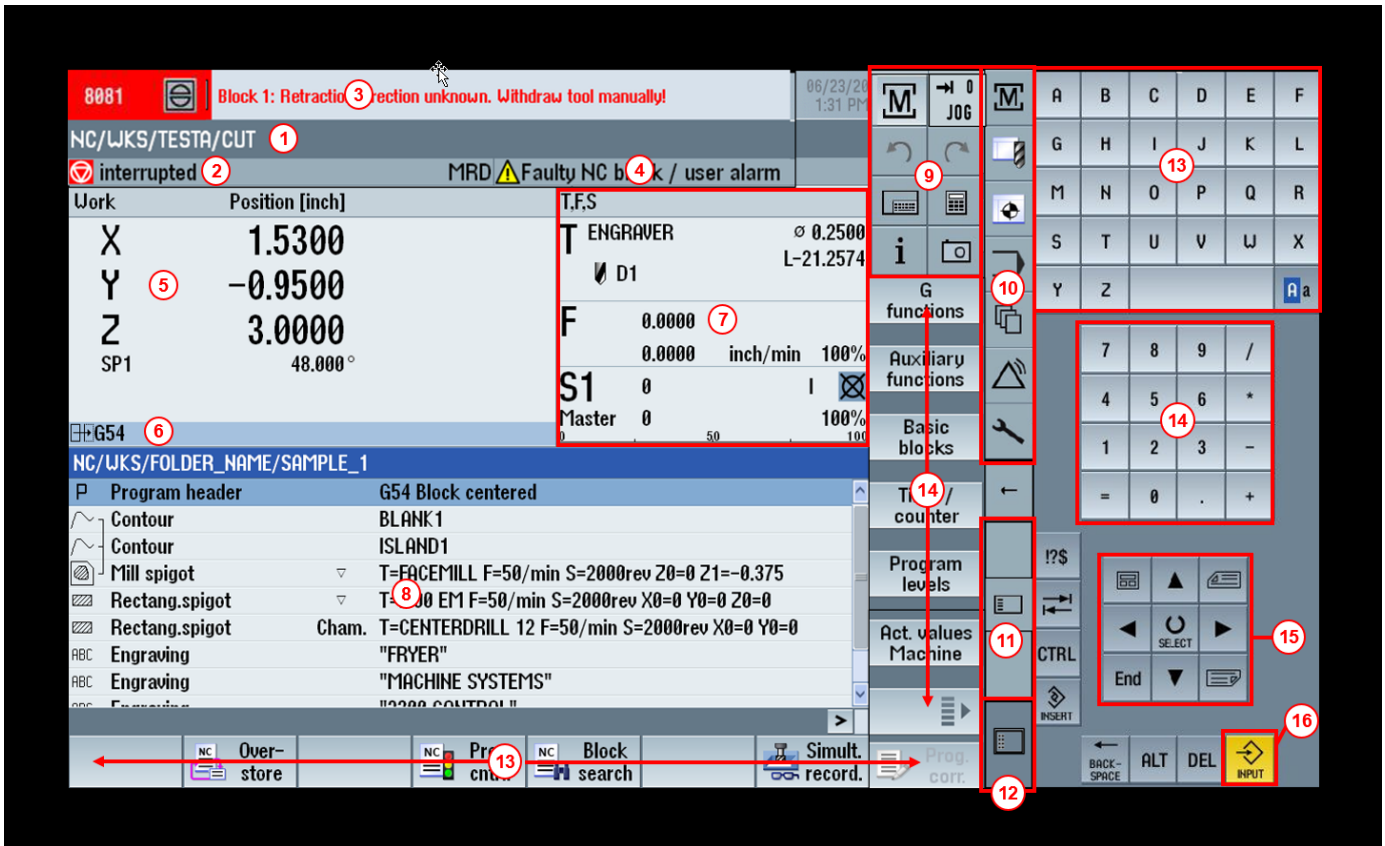 8081 Block 1: Retraction direction unknown. Withdraw tool manually! 3
06/23/20
1:31 PM
NC/WKS/TESTA/CUT 1
interrupted 2 MRD Faulty NC block / user alarm 4
Work Position [inch]
X 1.5300
Y -0.9500 5
Z 3.0000
SP1 48.000°
G54 6
T,F,S
T ENGRAVER ø 0.2500
L-21.2574
D1
F 0.0000 7
0.0000 inch/min 100%
S1 0 I
Master 0 100%
0 50 100
NC/WKS/FOLDER_NAME/SAMPLE_1
P Program header G54 Block centered
Contour BLANK1
Contour ISLAND1
Mill spigot ▽ T=FACEMILL F=50/min S=2000rev Z0=0 Z1=-0.375
Rectang.spigot ▽ EM F=50/min S=2000rev X0=0 Y0=0 Z0=0
8
Rectang.spigot Cham. T=CENTERDRILL 12 F=50/min S=2000rev X0=0 Y0=0
ABC Engraving "FRYER"
ABC Engraving "MACHINE SYSTEMS"
ABC Engraving "2200 CONTROL"
>
NC Over-
store
NC
13
NC Block
search
Simult.
record.
Prog.
corr.
M
→| 0
JOG
9
i
G
functions
Auxiliary
functions
Basic
blocks
14
counter
Program
levels
Act. values
Machine
M
10
←
11
12
A B C D E F
G H I J K L
13
M N O P Q R
S T U V W X
Y Z A a
7 8 9 /
4 5 6 *
14
1 2 3 -
= 0 . +
!?$
CTRL
INSERT
SELECT
15
End
16
BACK-
SPACE
ALT DEL INPUT